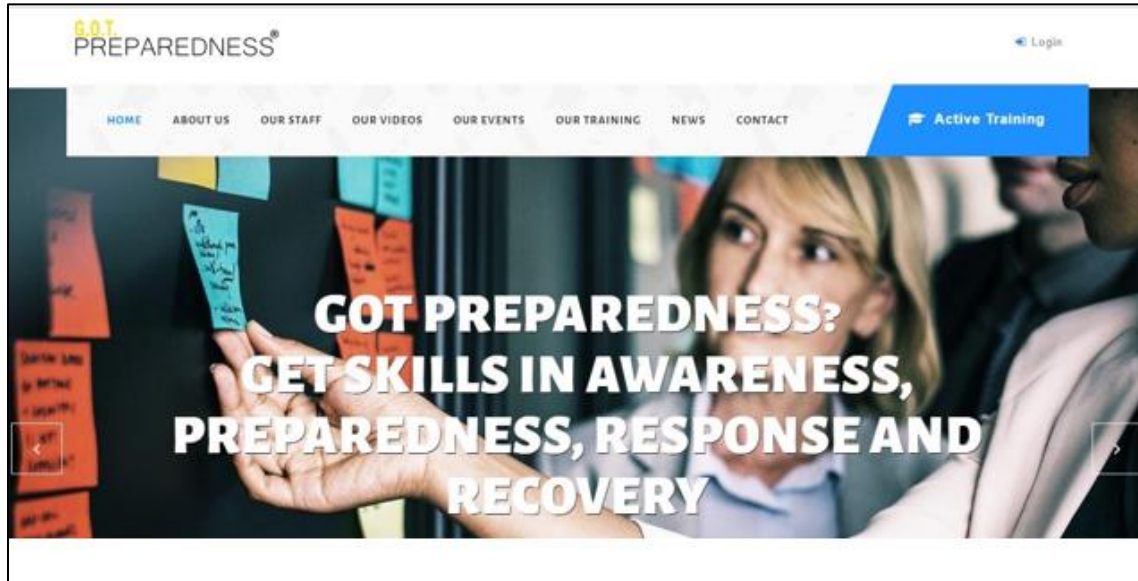 G.O.T.
PREPAREDNESS®
Login
HOME ABOUT US OUR STAFF OUR VIDEOS OUR EVENTS OUR TRAINING NEWS CONTACT
Active Training
GOT PREPAREDNESS?
GET SKILLS IN AWARENESS,
PREPAREDNESS, RESPONSE AND
RECOVERY